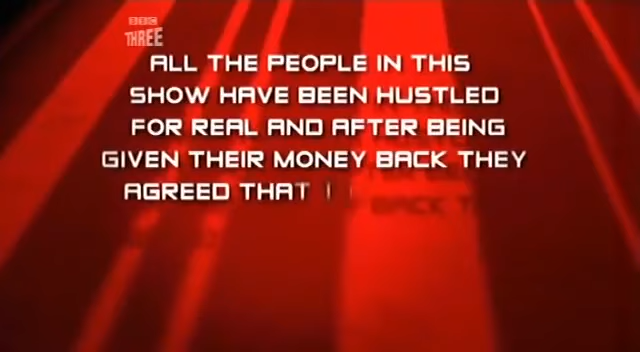 BBC
THREE
ALL THE PEOPLE IN THIS
SHOW HAVE BEEN HUSTLED
FOR REAL AND AFTER BEING
GIVEN THEIR MONEY BACK THEY
AGREED THAT